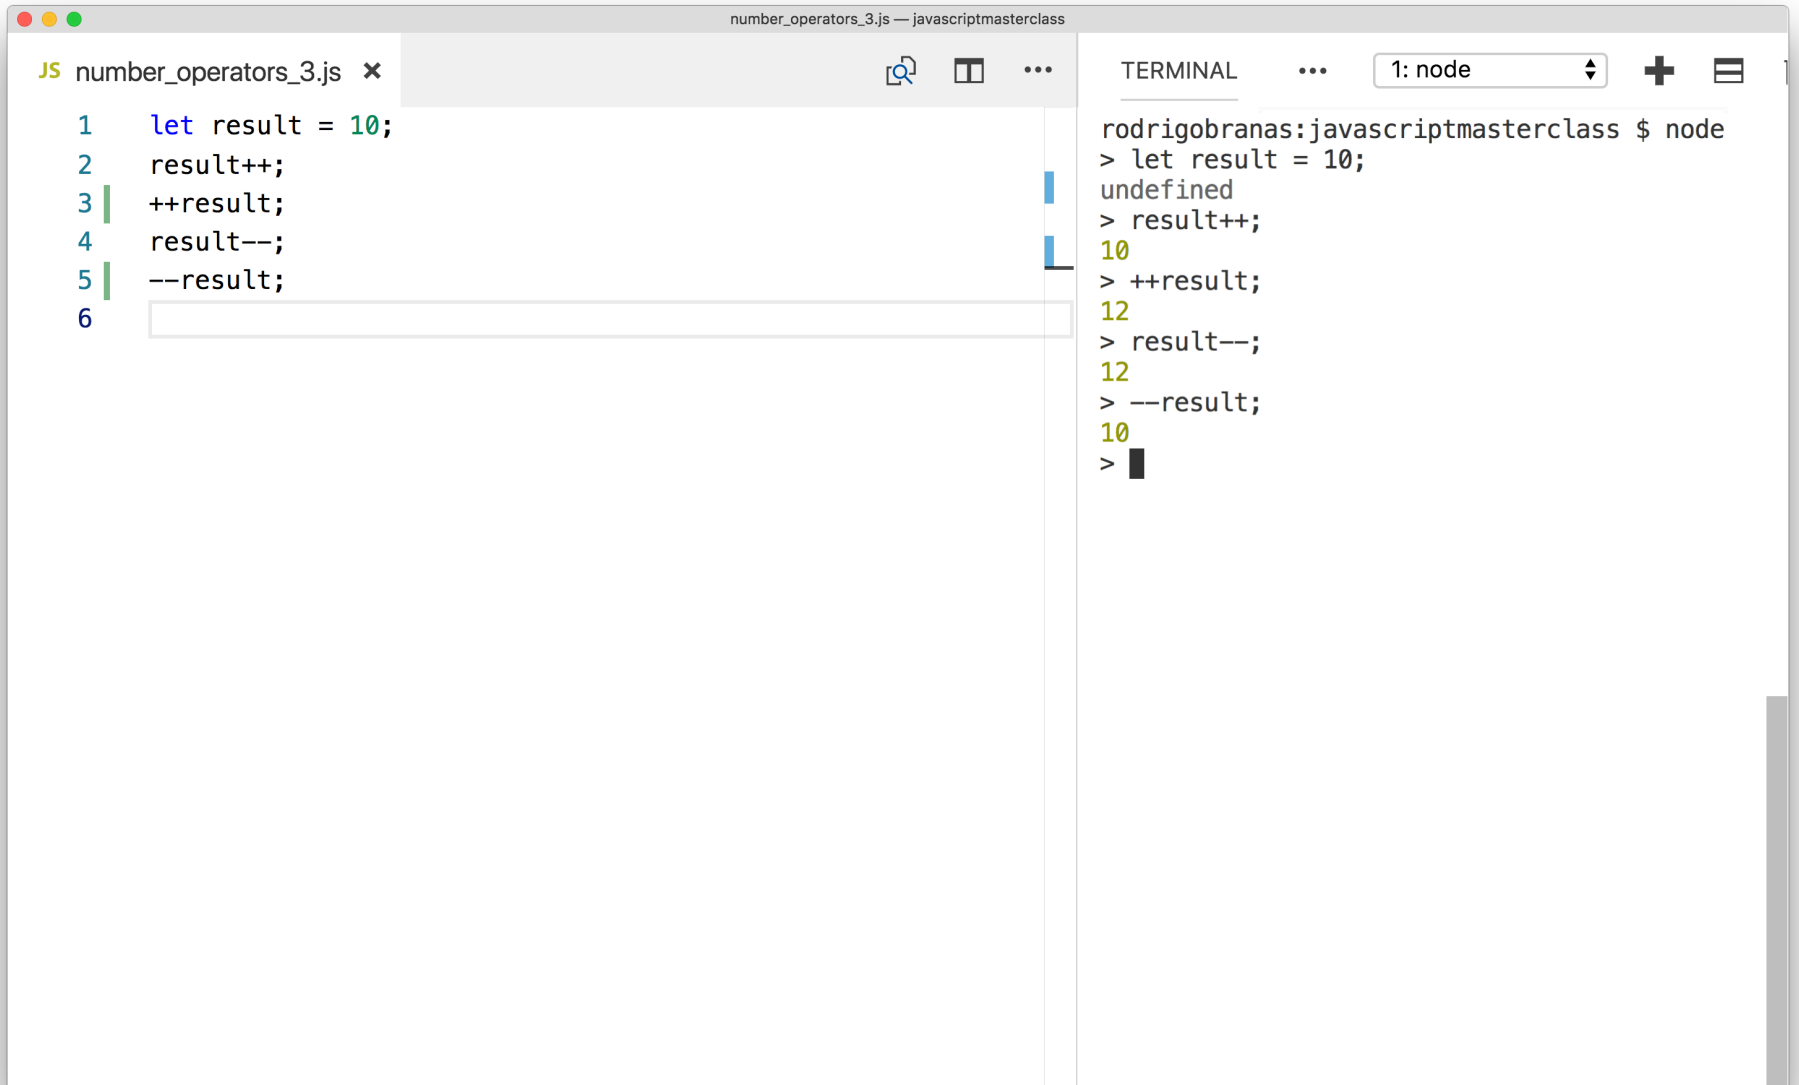 number_operators_3.js — javascriptmasterclass
JS number_operators_3.js
1 let result = 10;
2 result++;
3 ++result;
4 result--;
5 --result;
6
TERMINAL
1: node
rodrigobranas:javascriptmasterclass $ node
> let result = 10;
undefined
> result++;
10
> ++result;
12
> result--;
12
> --result;
10
>